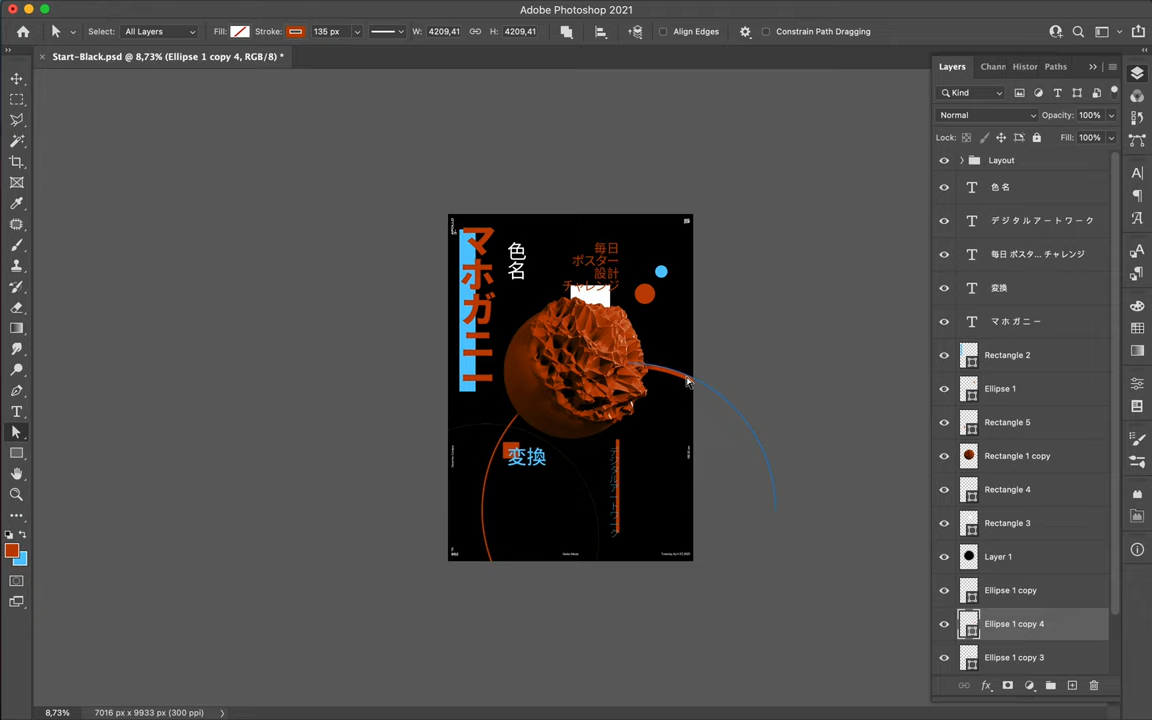 Adobe Photoshop 2021
Select: All Layers Fill: Stroke: 135 px W: 4209,41 H: 4209,41 Align Edges Constrain Path Dragging
Start-Black.psd @ 8,73% (Ellipse 1 copy 4, RGB/8) *
Layers Chann Histor Paths
Kind
Normal Opacity: 100%
Lock: Fill: 100%
Layout
色名
デジタルアートワーク
毎日 ポスタ... チャレンジ
変換
マホガニー
Rectangle 2
Ellipse 1
Rectangle 5
Rectangle 1 copy
Rectangle 4
Rectangle 3
Layer 1
Ellipse 1 copy
Ellipse 1 copy 4
Ellipse 1 copy 3
マホガニー
色名
毎日
ポスター
設計
チャレンジ
変換
デジタルアートワーク
8,73% 7016 px x 9933 px (300 ppi)